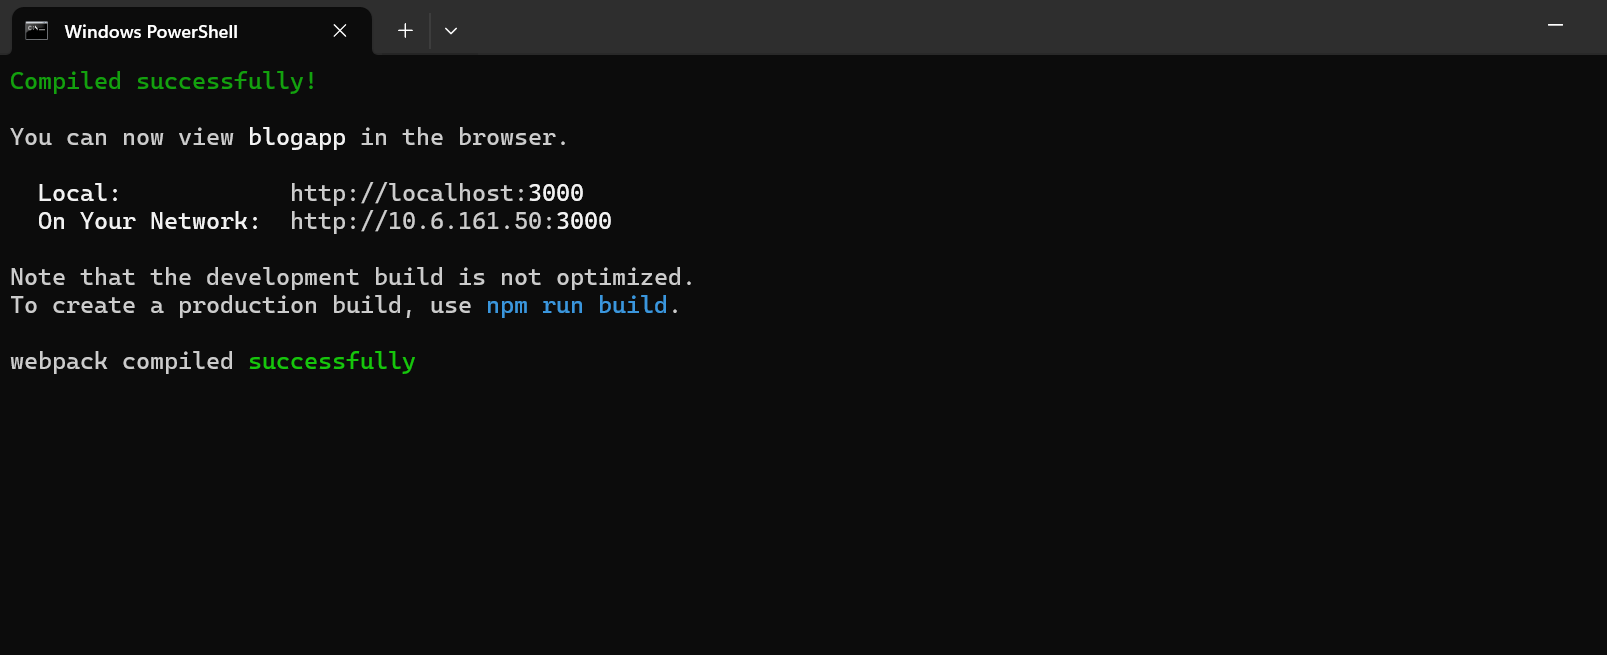 Windows PowerShell
Compiled successfully!
You can now view blogapp in the browser.
Local: http://localhost:3000
On Your Network: http://10.6.161.50:3000
Note that the development build is not optimized.
To create a production build, use npm run build.
webpack compiled successfully